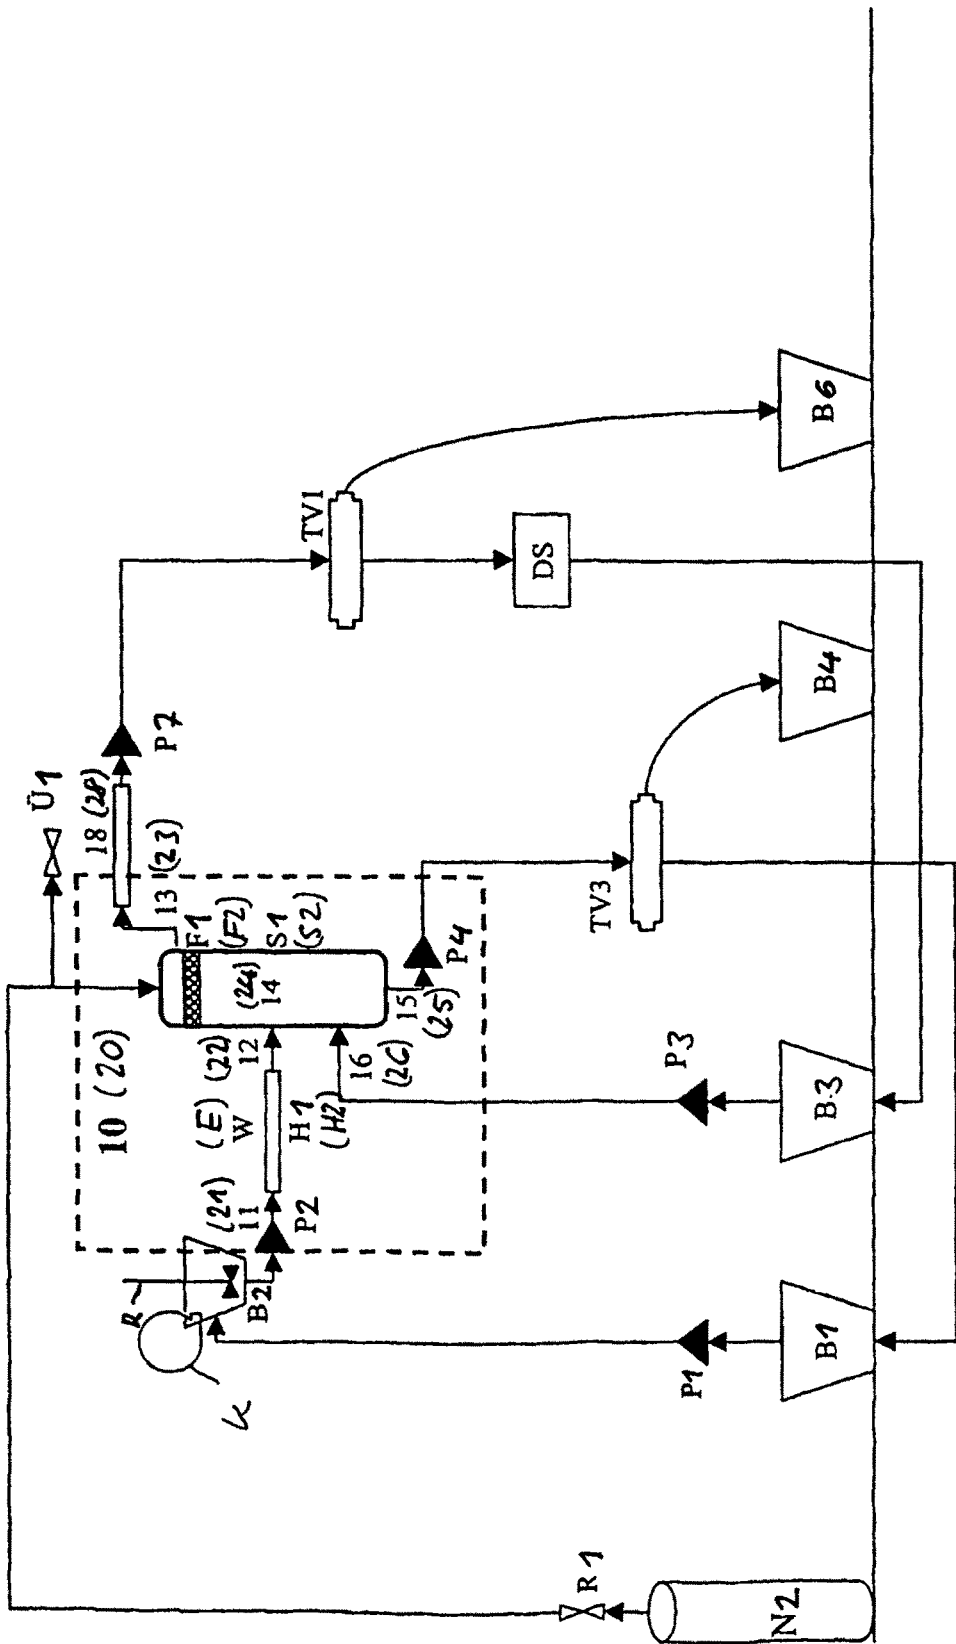 Ü1
18 (28)
P7
(23)
13
10 (20)
F1
(F2)
S1
(S2)
(24)
14
(22)
12
(E)
W
H1
(H2)
15
(25)
16
(26)
P4
(21)
11
P2
R
B2
K
TV1
DS
B6
TV3
B4
P3
B3
P1
B1
R1
N2